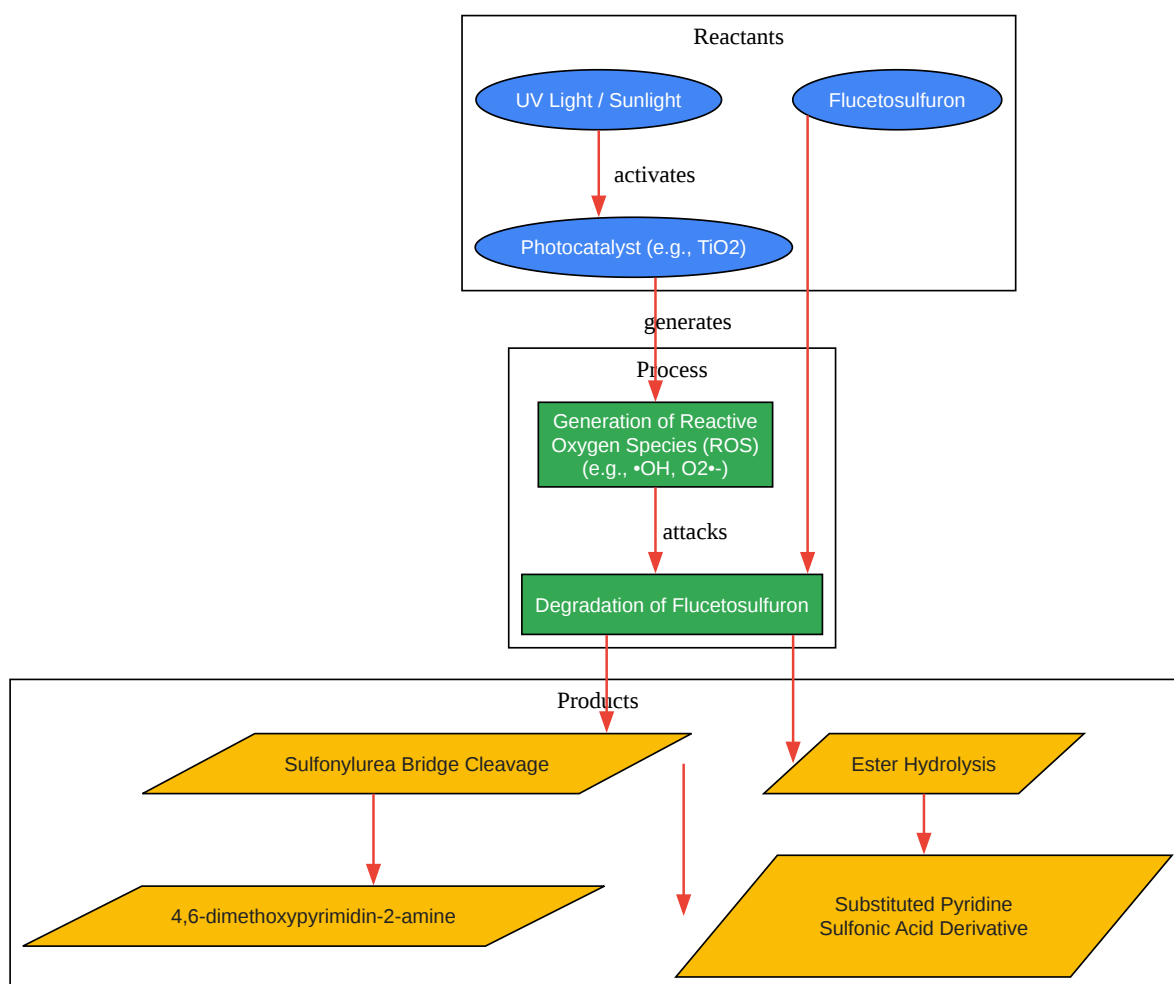 Reactants
UV Light / Sunlight
Flucetosulfuron
activates
Photocatalyst (e.g., TiO2)
generates
Process
Generation of Reactive
Oxygen Species (ROS)
(e.g., •OH, O2•-)
attacks
Degradation of Flucetosulfuron
Products
Sulfonylurea Bridge Cleavage
Ester Hydrolysis
4,6-dimethoxypyrimidin-2-amine
Substituted Pyridine
Sulfonic Acid Derivative